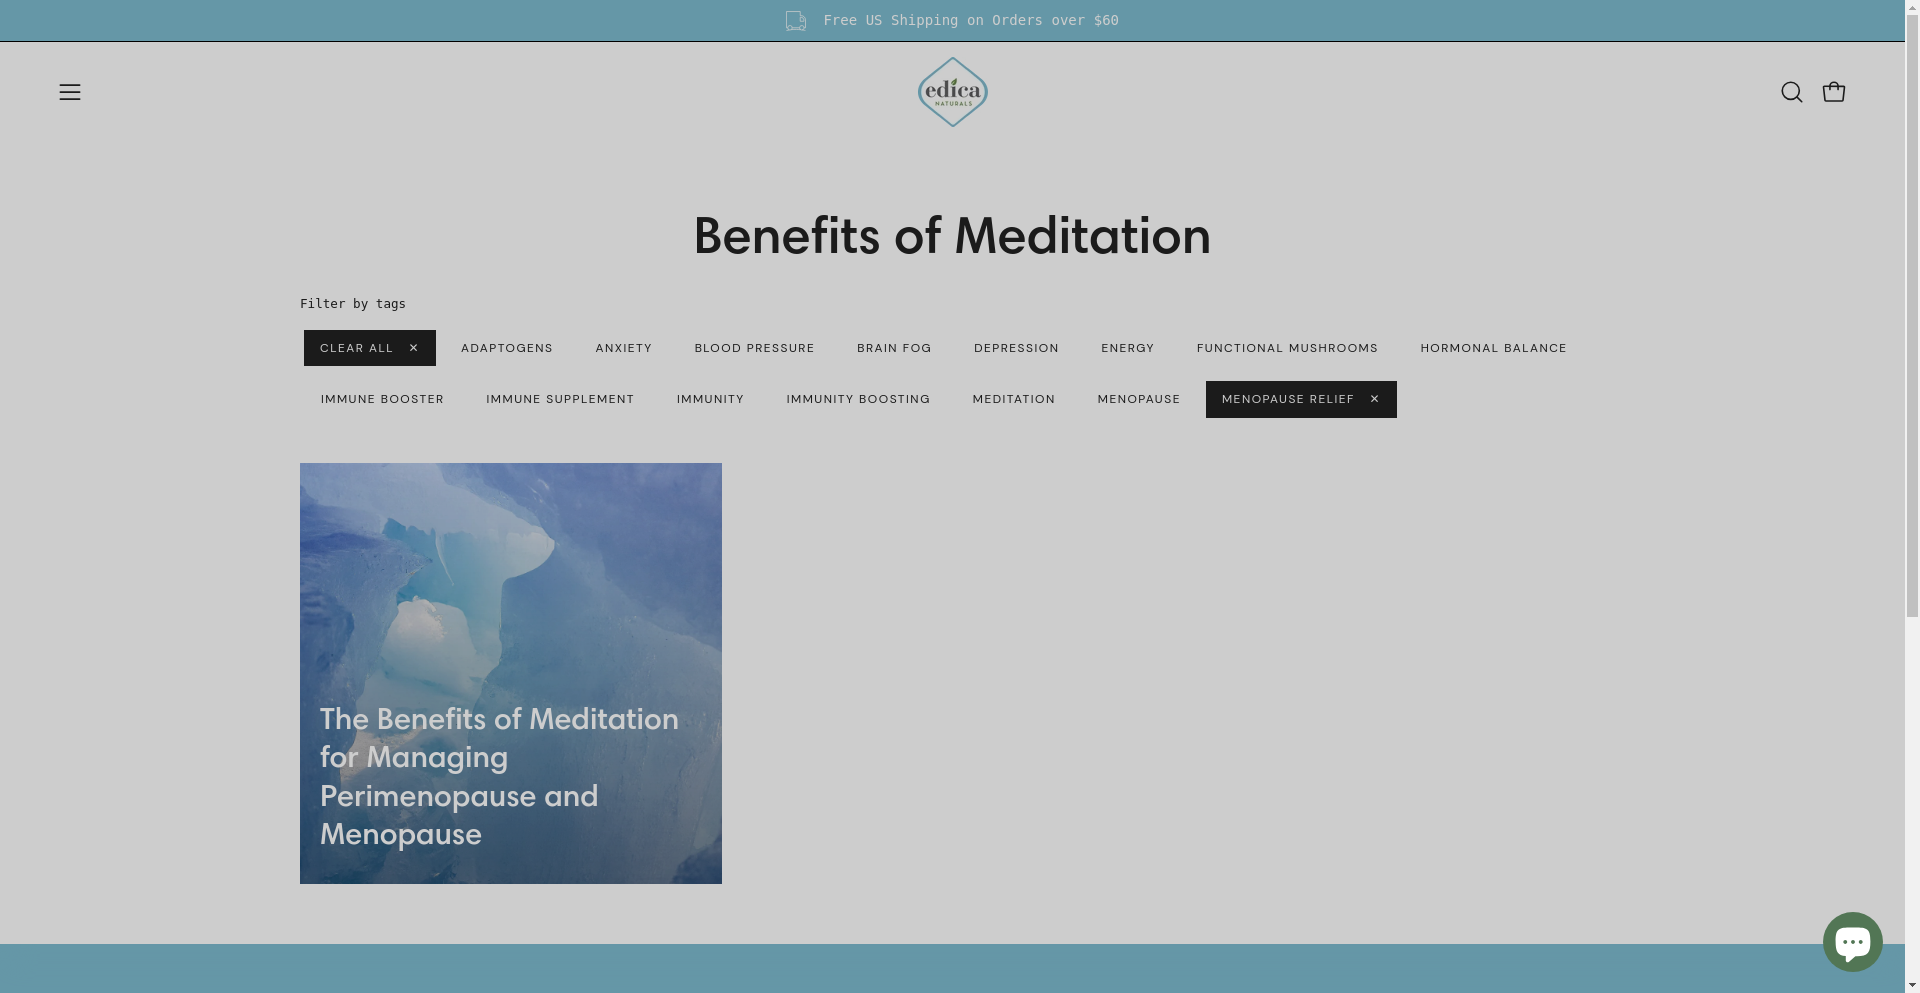 Free US Shipping on Orders over $60
edica
NATURALS
Benefits of Meditation
Filter by tags
CLEAR ALL ✕ ADAPTOGENS ANXIETY BLOOD PRESSURE BRAIN FOG DEPRESSION ENERGY FUNCTIONAL MUSHROOMS HORMONAL BALANCE
IMMUNE BOOSTER IMMUNE SUPPLEMENT IMMUNITY IMMUNITY BOOSTING MEDITATION MENOPAUSE MENOPAUSE RELIEF ✕
The Benefits of Meditation
for Managing
Perimenopause and
Menopause